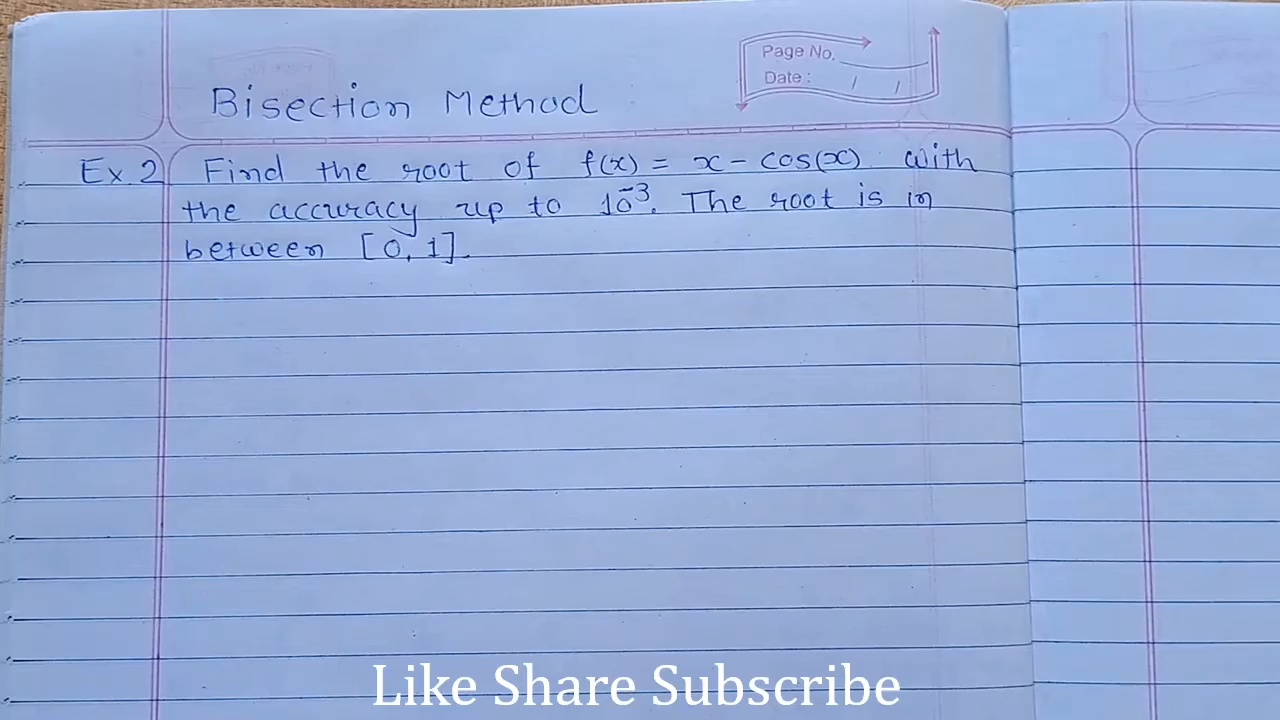 Page No.
Date : / /
Bisection Method
Ex. 2 Find the root of f(x) = x - cos(x) with
the accuracy up to 10⁻³. The root is in
between [0, 1].
Like Share Subscribe